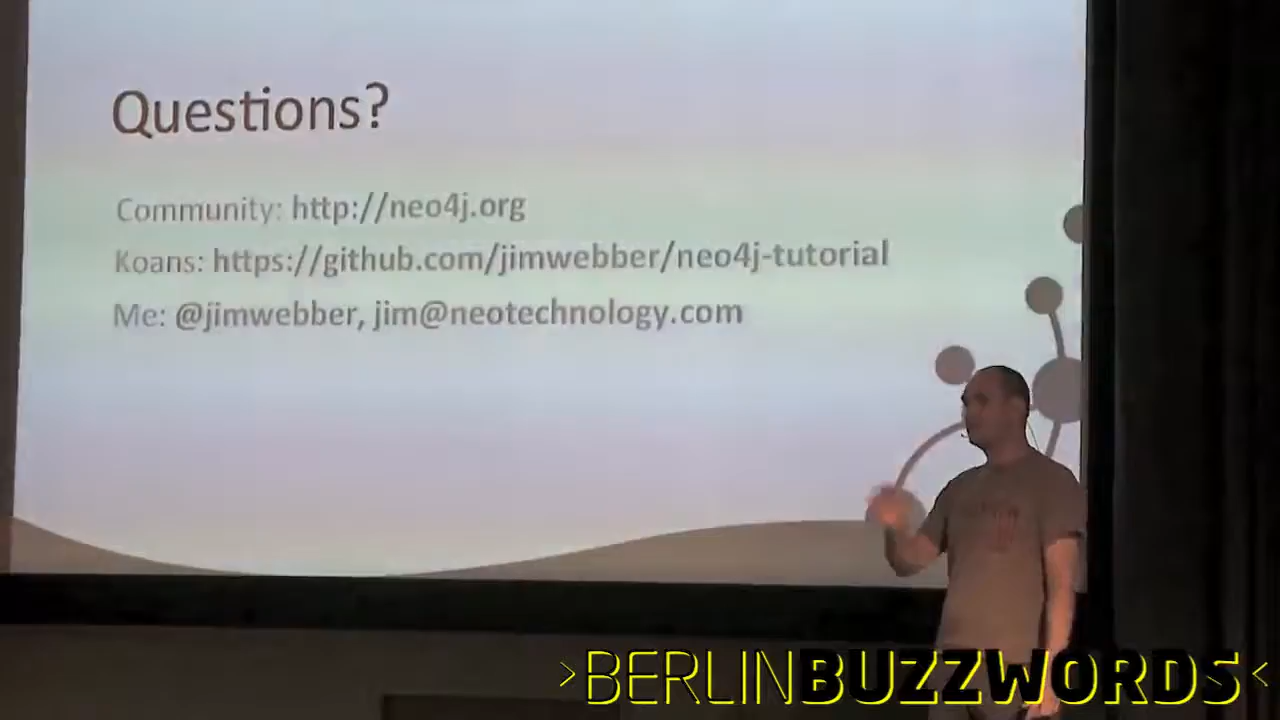 Questions?
Community: http://neo4j.org
Koans: https://github.com/jimwebber/neo4j-tutorial
Me: @jimwebber, jim@neotechnology.com
>BERLINBUZZWORDS<